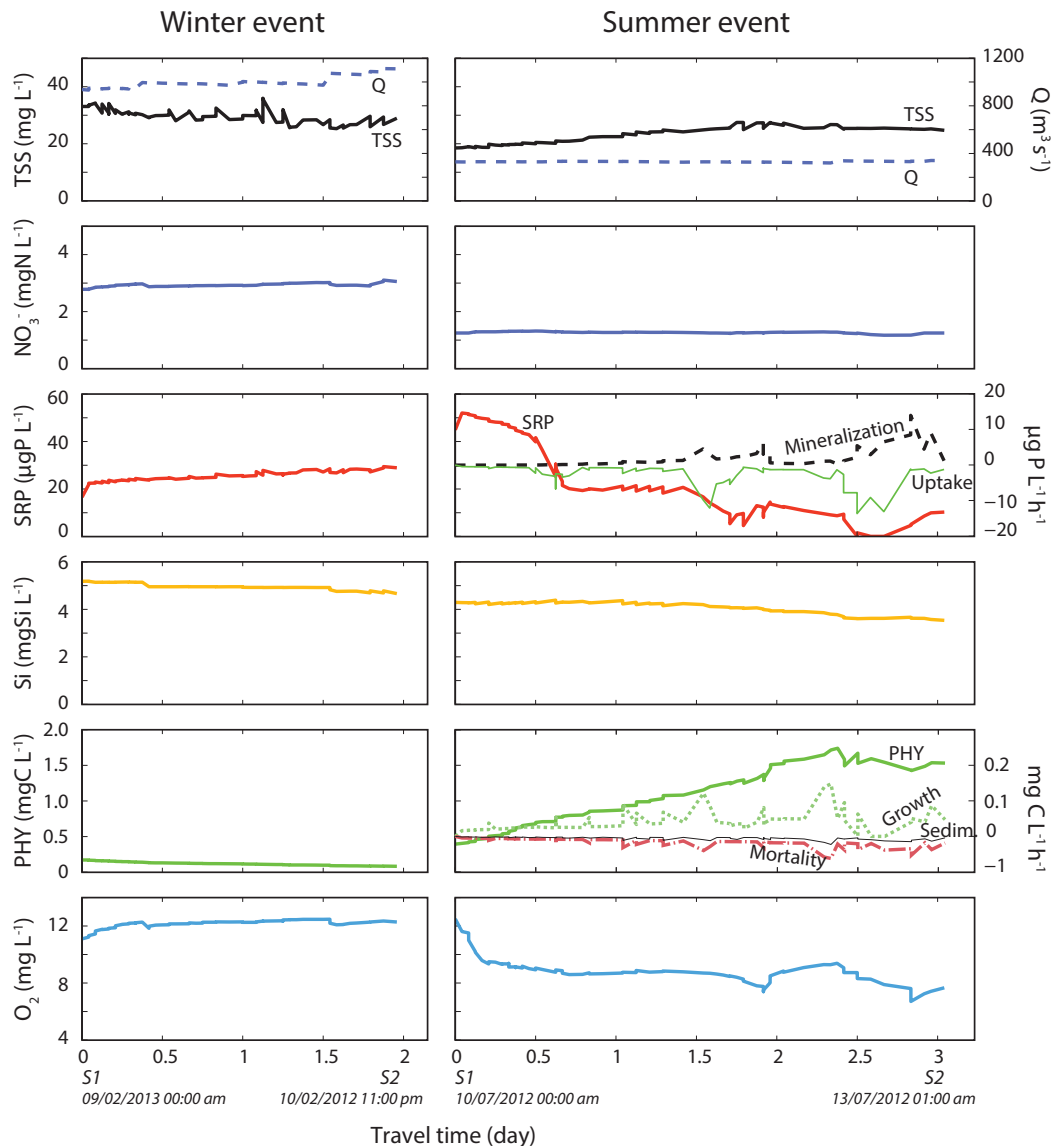 Winter event
Summer event
TSS (mg L⁻¹)
40
20
0
Q
TSS
TSS
Q
1200
800
400
0
Q (m³ s⁻¹)
NO₃⁻ (mgN L⁻¹)
4
2
0
SRP (µgP L⁻¹)
60
40
20
0
SRP
Mineralization
Uptake
20
10
0
−10
−20
µg P L⁻¹ h⁻¹
Si (mgSi L⁻¹)
6
4
2
0
PHY (mgC L⁻¹)
2.0
1.5
1.0
0.5
0
PHY
Growth
Sedim.
Mortality
0.2
0.1
0
−1
mg C L⁻¹ h⁻¹
O₂ (mg L⁻¹)
12
8
4
0 0.5 1 1.5 2
0 0.5 1 1.5 2 2.5 3
S1 S2
S1 S2
09/02/2013 00:00 am 10/02/2012 11:00 pm
10/07/2012 00:00 am 13/07/2012 01:00 am
Travel time (day)